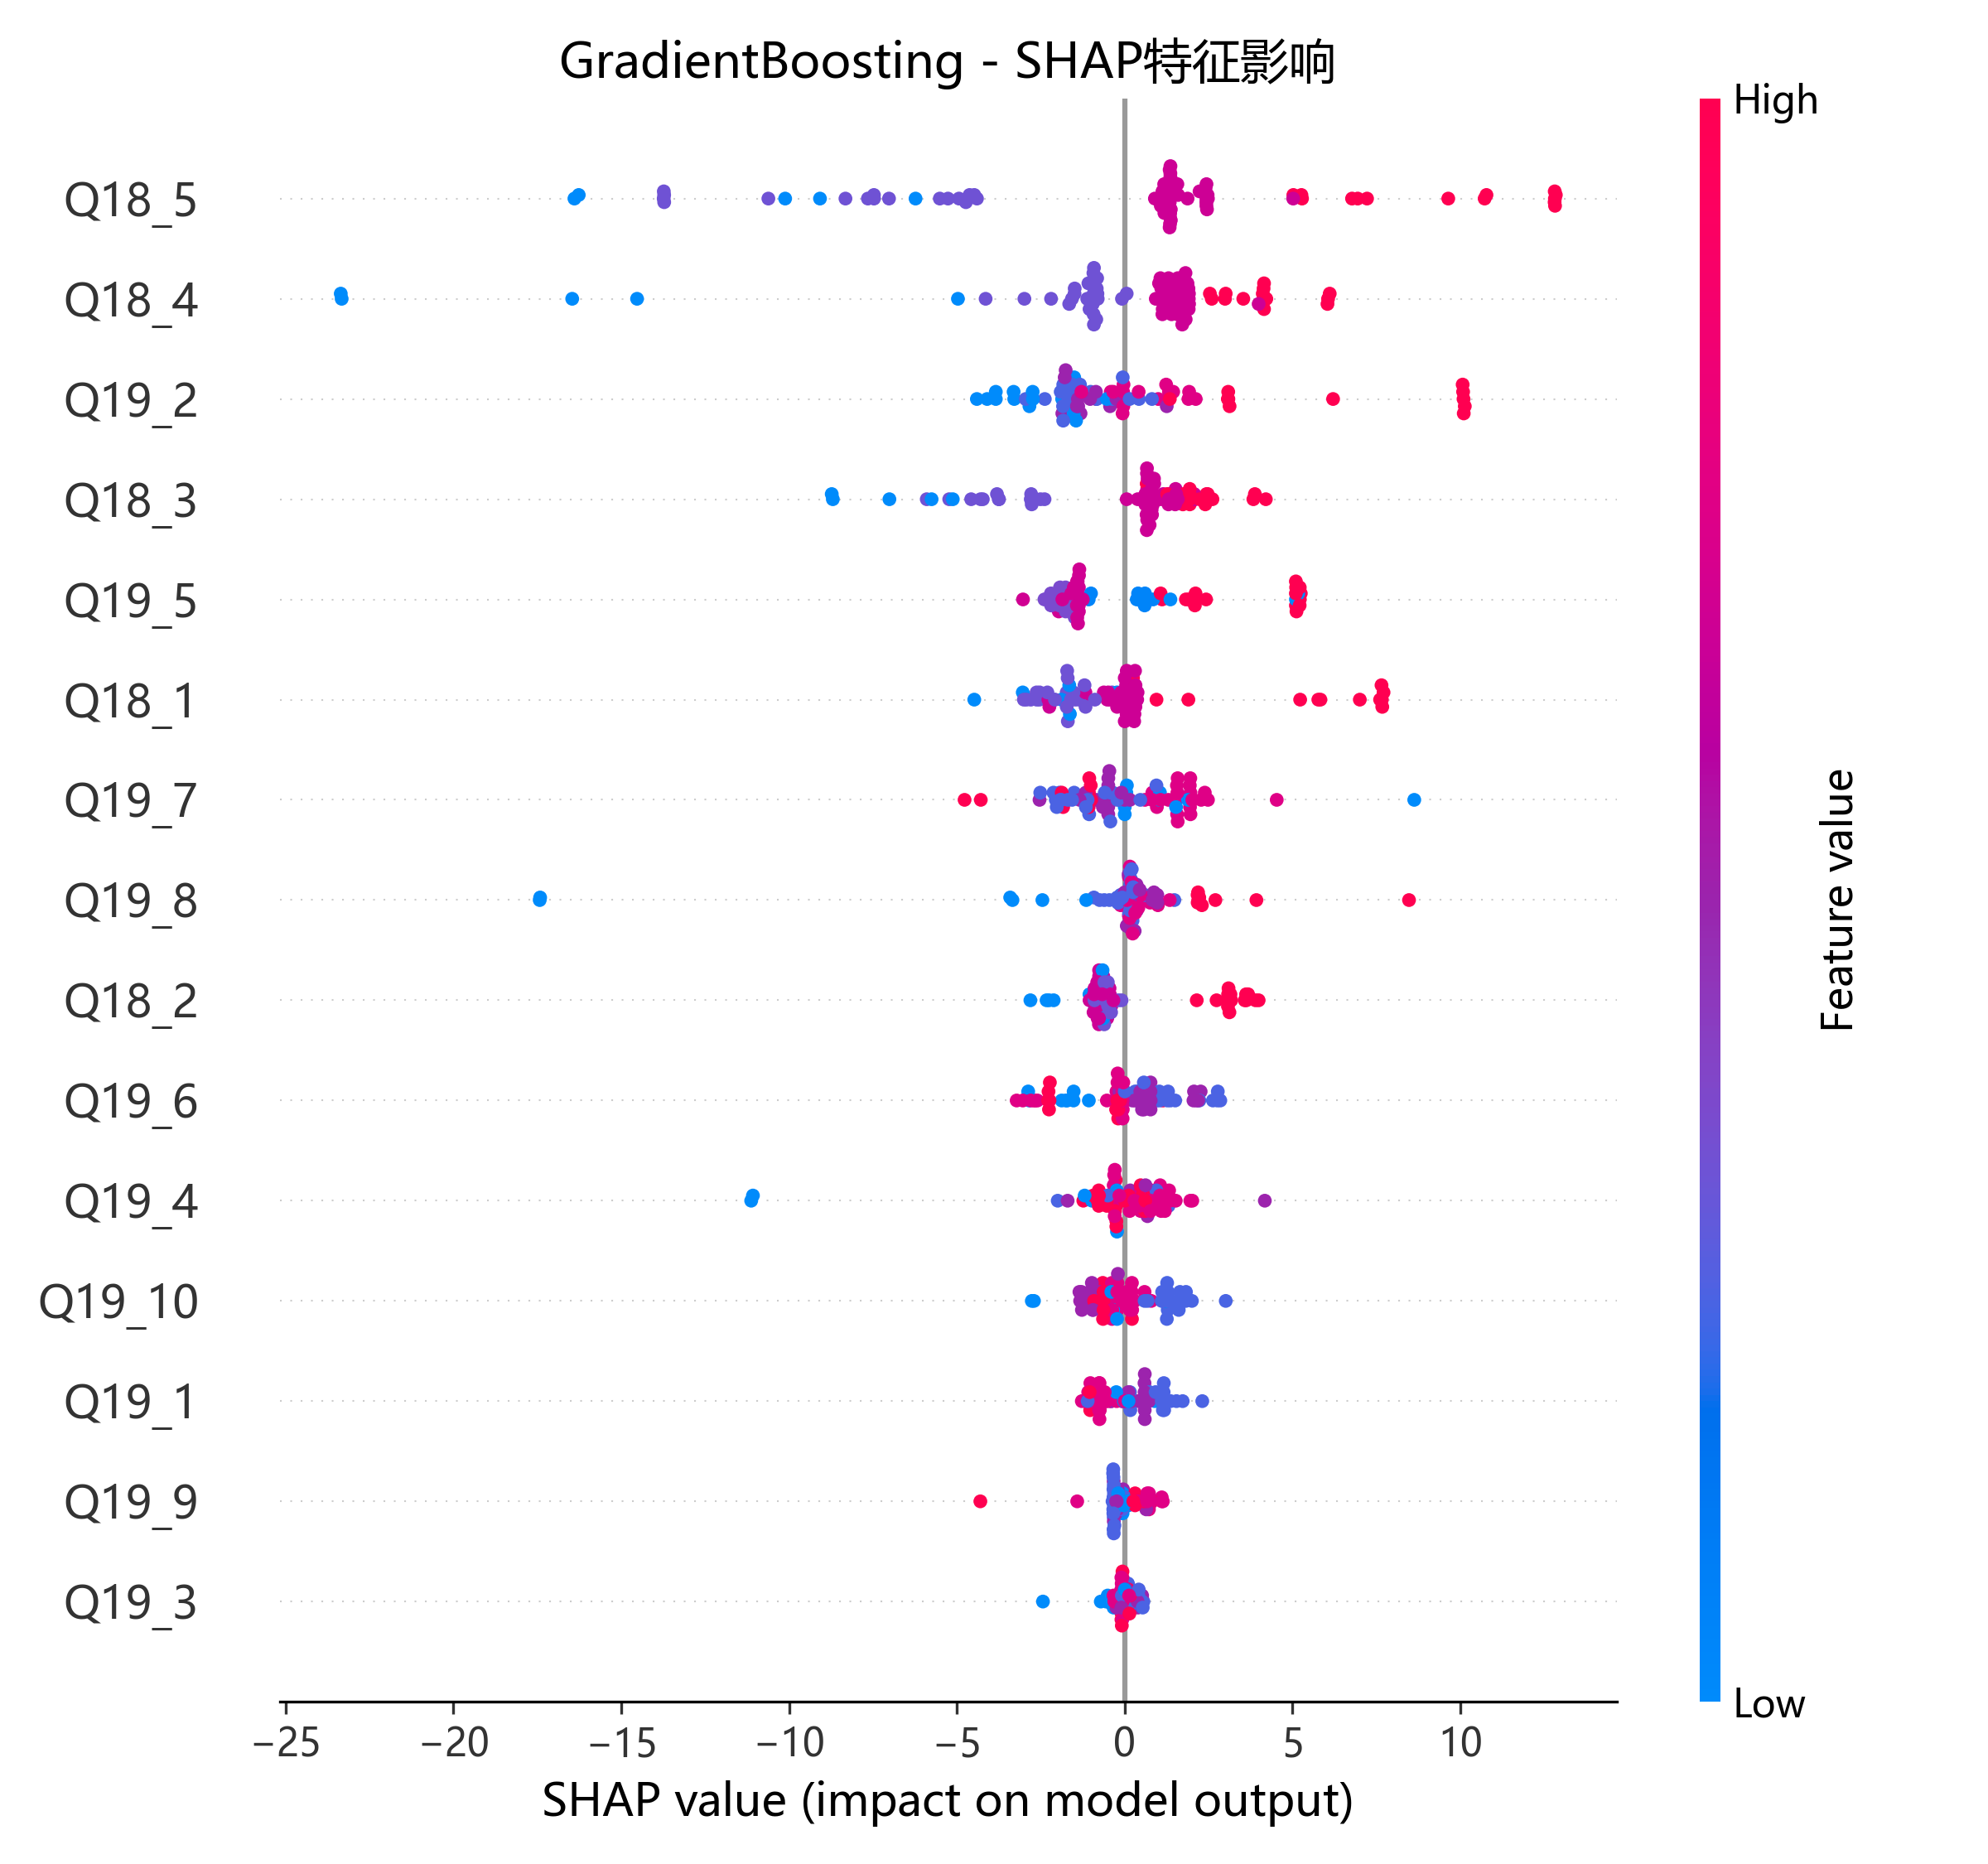 GradientBoosting - SHAP特征影响
High
Q18_5
Q18_4
Q19_2
Q18_3
Q19_5
Q18_1
Q19_7
Q19_8
Q18_2
Q19_6
Q19_4
Q19_10
Q19_1
Q19_9
Q19_3
Feature value
Low
−25 −20 −15 −10 −5 0 5 10
SHAP value (impact on model output)